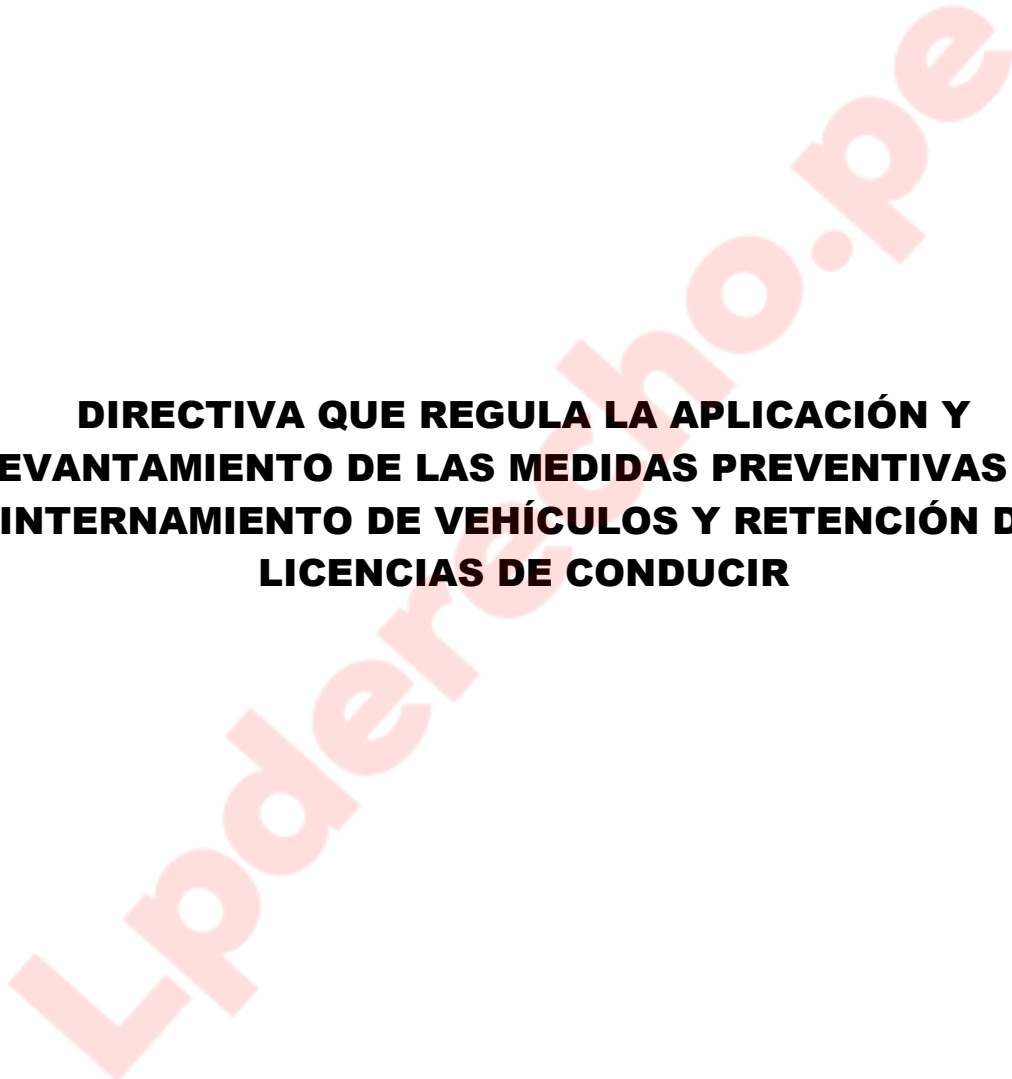 DIRECTIVA QUE REGULA LA APLICACIÓN Y
EVANTAMIENTO DE LAS MEDIDAS PREVENTIVAS
INTERNAMIENTO DE VEHÍCULOS Y RETENCIÓN D
LICENCIAS DE CONDUCIR
Lpderecho.pe